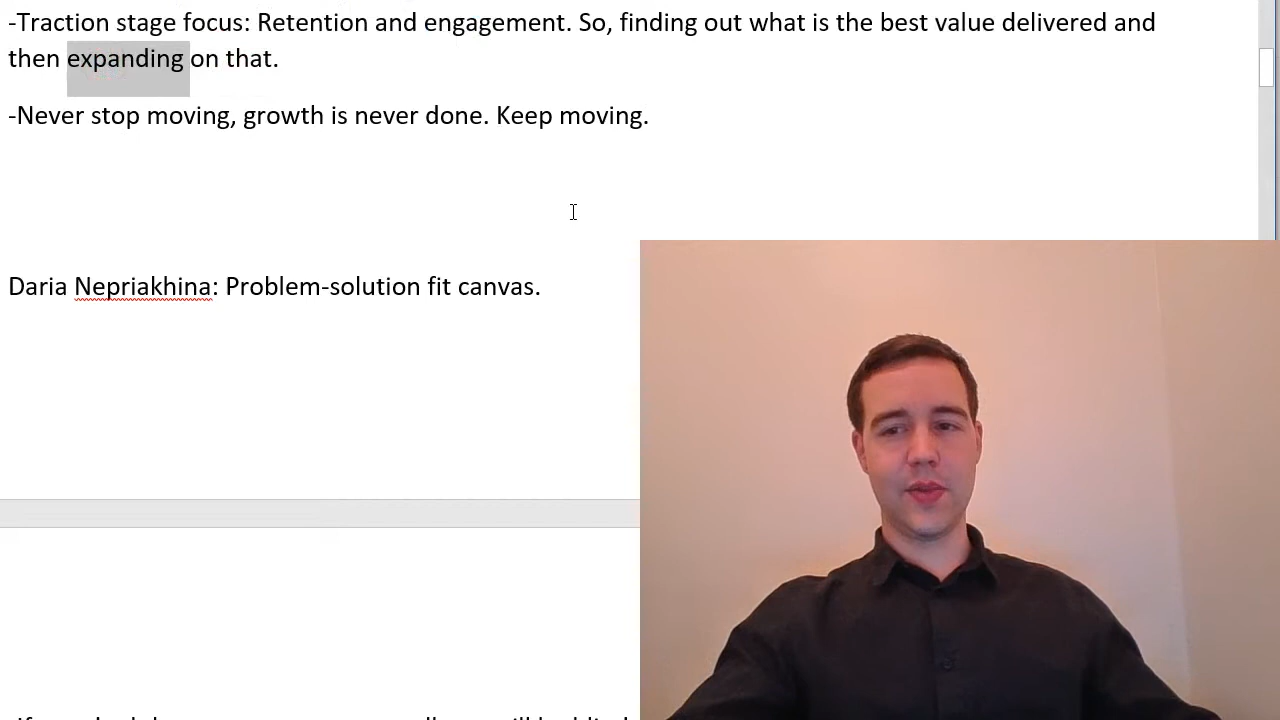 -Traction stage focus: Retention and engagement. So, finding out what is the best value delivered and
then expanding on that.
-Never stop moving, growth is never done. Keep moving.
Daria Nepriakhina: Problem-solution fit canvas.